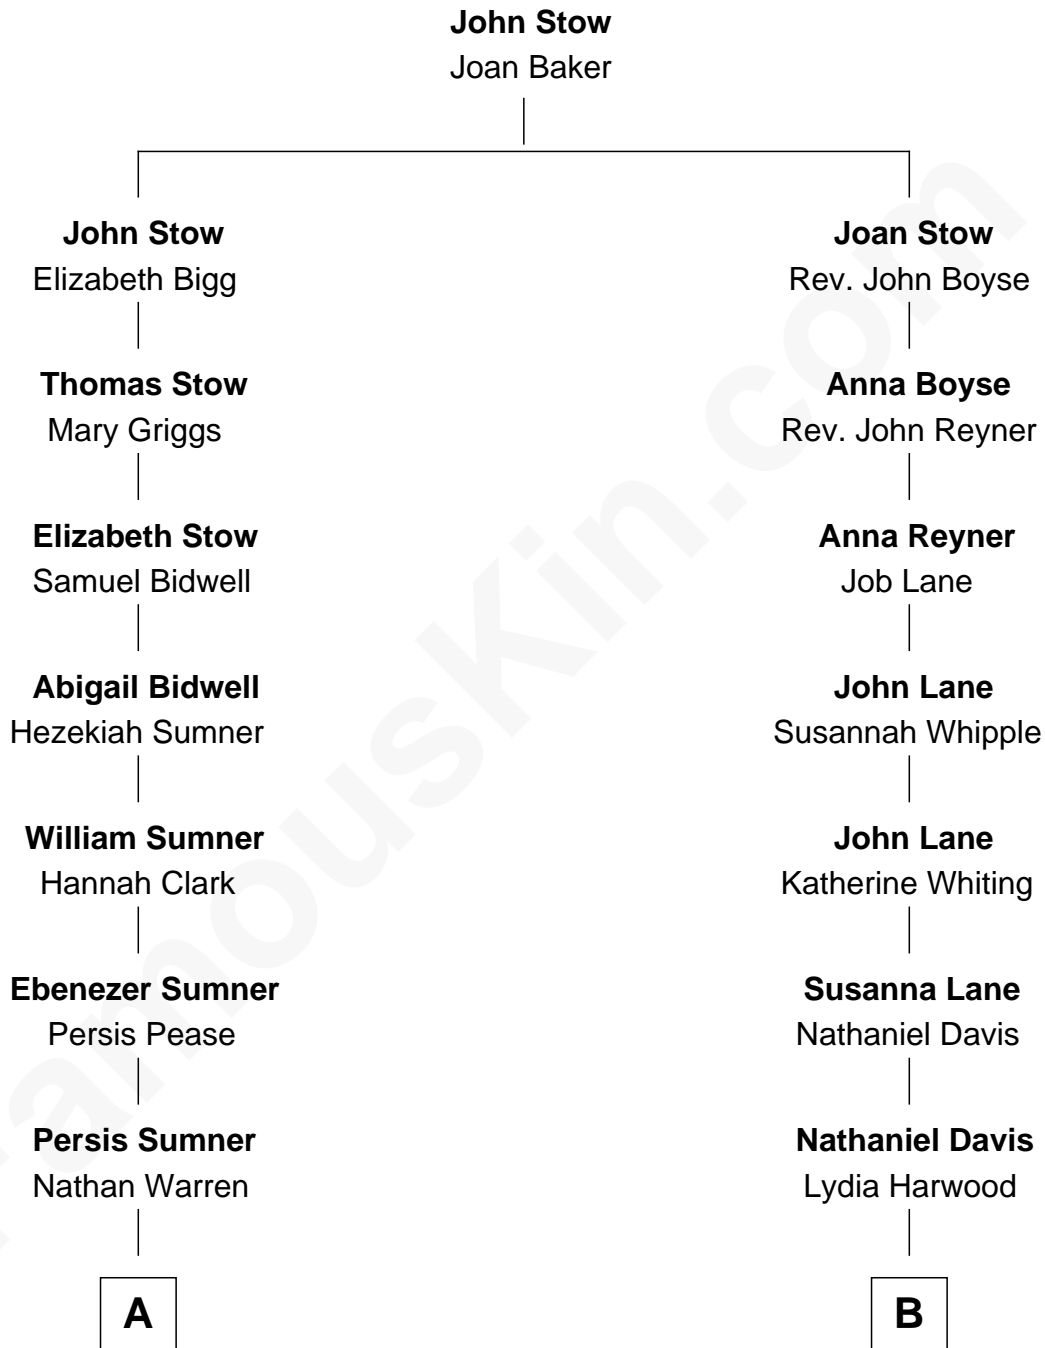 John Stow
Joan Baker
John Stow
Elizabeth Bigg
Joan Stow
Rev. John Boyse
Thomas Stow
Mary Griggs
Anna Boyse
Rev. John Reyner
Elizabeth Stow
Samuel Bidwell
Anna Reyner
Job Lane
Abigail Bidwell
Hezekiah Sumner
John Lane
Susannah Whipple
William Sumner
Hannah Clark
John Lane
Katherine Whiting
Ebenezer Sumner
Persis Pease
Susanna Lane
Nathaniel Davis
Persis Sumner
Nathan Warren
Nathaniel Davis
Lydia Harwood
A
B
FamousKin.com